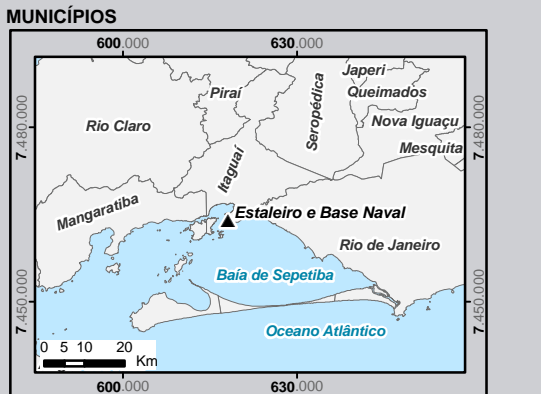 MUNICÍPIOS
600.000 630.000
Japeri
Piraí
Seropédica
Queimados
7.480.000
Rio Claro
Nova Iguaçu
7.480.000
Mesquita
Itaguaí
Mangaratiba
Estaleiro e Base Naval
Rio de Janeiro
Baía de Sepetiba
7.450.000
7.450.000
Oceano Atlântico
0 5 10 20
Km
600.000 630.000